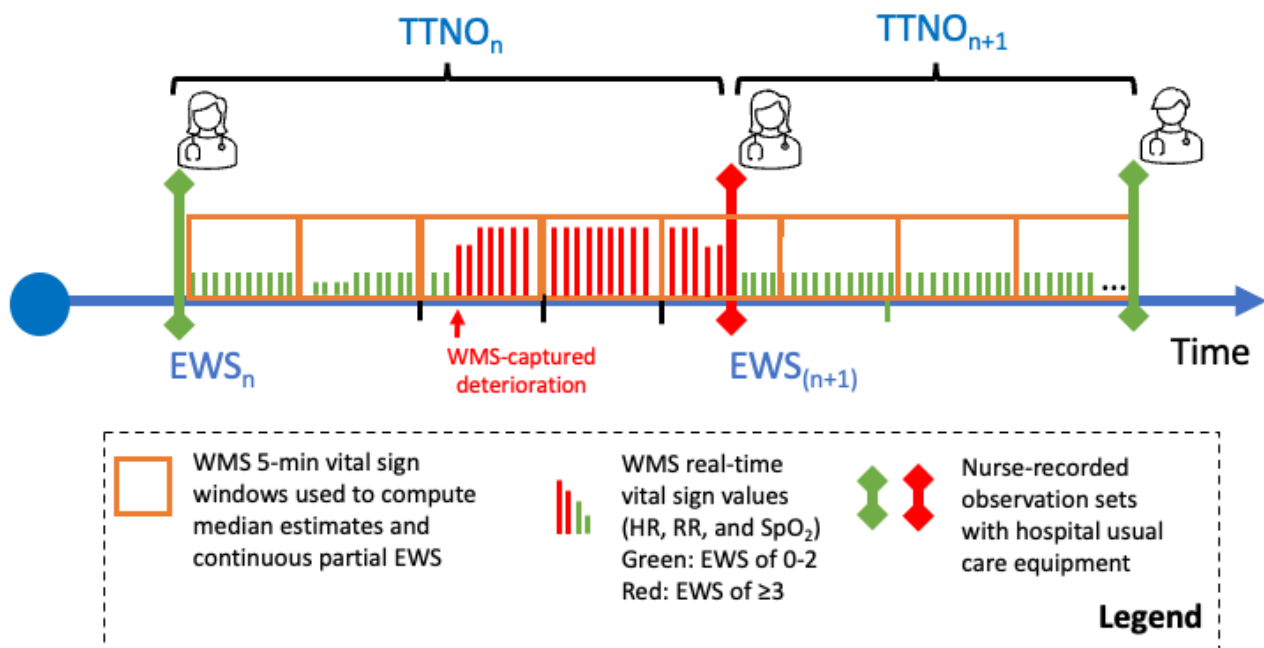 TTNOₙ
TTNOₙ₊₁
WMS-captured
deterioration
...
Time
EWSₙ
EWS₍ₙ₊₁₎
WMS 5-min vital sign
windows used to compute
median estimates and
continuous partial EWS
WMS real-time
vital sign values
(HR, RR, and SpO₂)
Green: EWS of 0-2
Red: EWS of ≥3
Nurse-recorded
observation sets
with hospital usual
care equipment
Legend